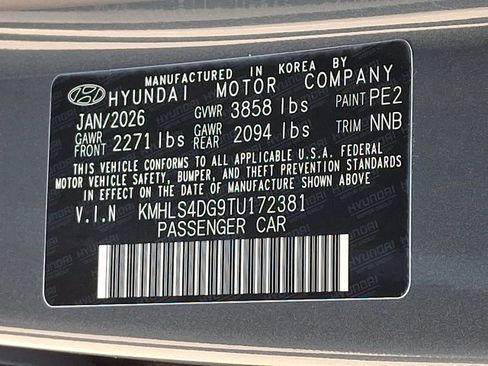 MANUFACTURED IN KOREA BY
HYUNDAI MOTOR COMPANY
JAN/2026 GVWR 3858 lbs PAINT PE2
GAWR FRONT 2271 lbs GAWR REAR 2094 lbs TRIM NNB
THIS VEHICLE CONFORMS TO ALL APPLICABLE U.S.A. FEDERAL
MOTOR VEHICLE SAFETY, BUMPER, AND THEFT PREVENTION STANDARDS
IN EFFECT ON THE DATE OF MANUFACTURE SHOWN ABOVE.
V.I.N KMHLS4DG9TU172381
PASSENGER CAR